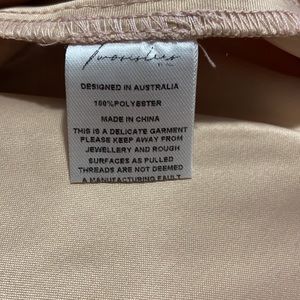 DESIGNED IN AUSTRALIA
100%POLYESTER
MADE IN CHINA
THIS IS A DELICATE GARMENT
PLEASE KEEP AWAY FROM
JEWELLERY AND ROUGH
SURFACES AS PULLED
THREADS ARE NOT DEEMED
A MANUFACTURING FAULT